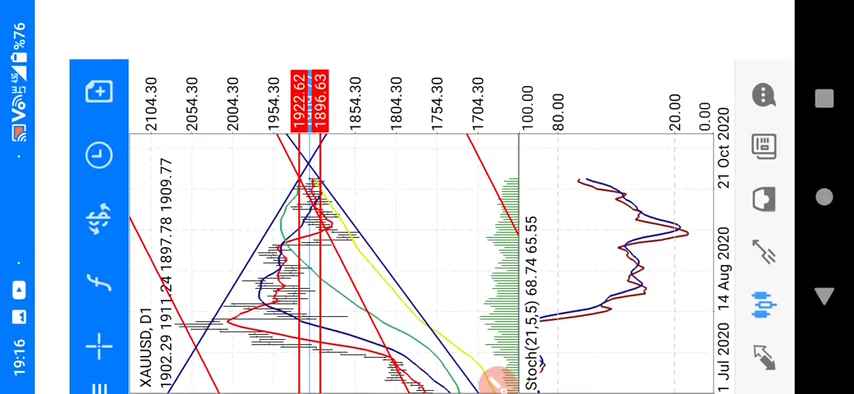 19:16
%76
XAUUSD, D1
1902.29 1911.24 1897.78 1909.77
2104.30
2054.30
2004.30
1954.30
1922.62
1896.63
1854.30
1804.30
1754.30
1704.30
Stoch(21,5,5) 68.74 65.55
100.00
80.00
20.00
0.00
1 Jul 2020
14 Aug 2020
21 Oct 2020